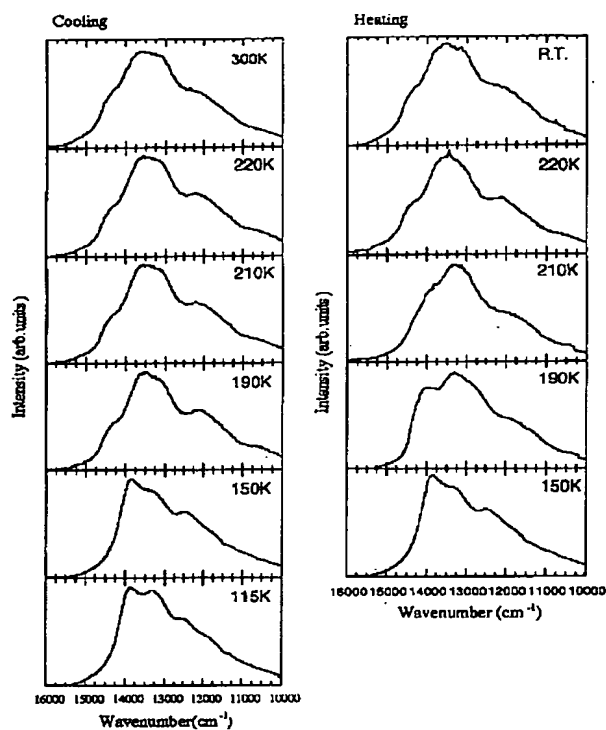 Cooling
300K
220K
210K
190K
150K
115K
Intensity (arb.units)
16000 15000 14000 13000 12000 11000 10000
Wavenumber(cm⁻¹)
Heating
R.T.
220K
210K
190K
150K
Intensity (arb.units)
16000 15000 14000 13000 12000 11000 10000
Wavenumber (cm⁻¹)